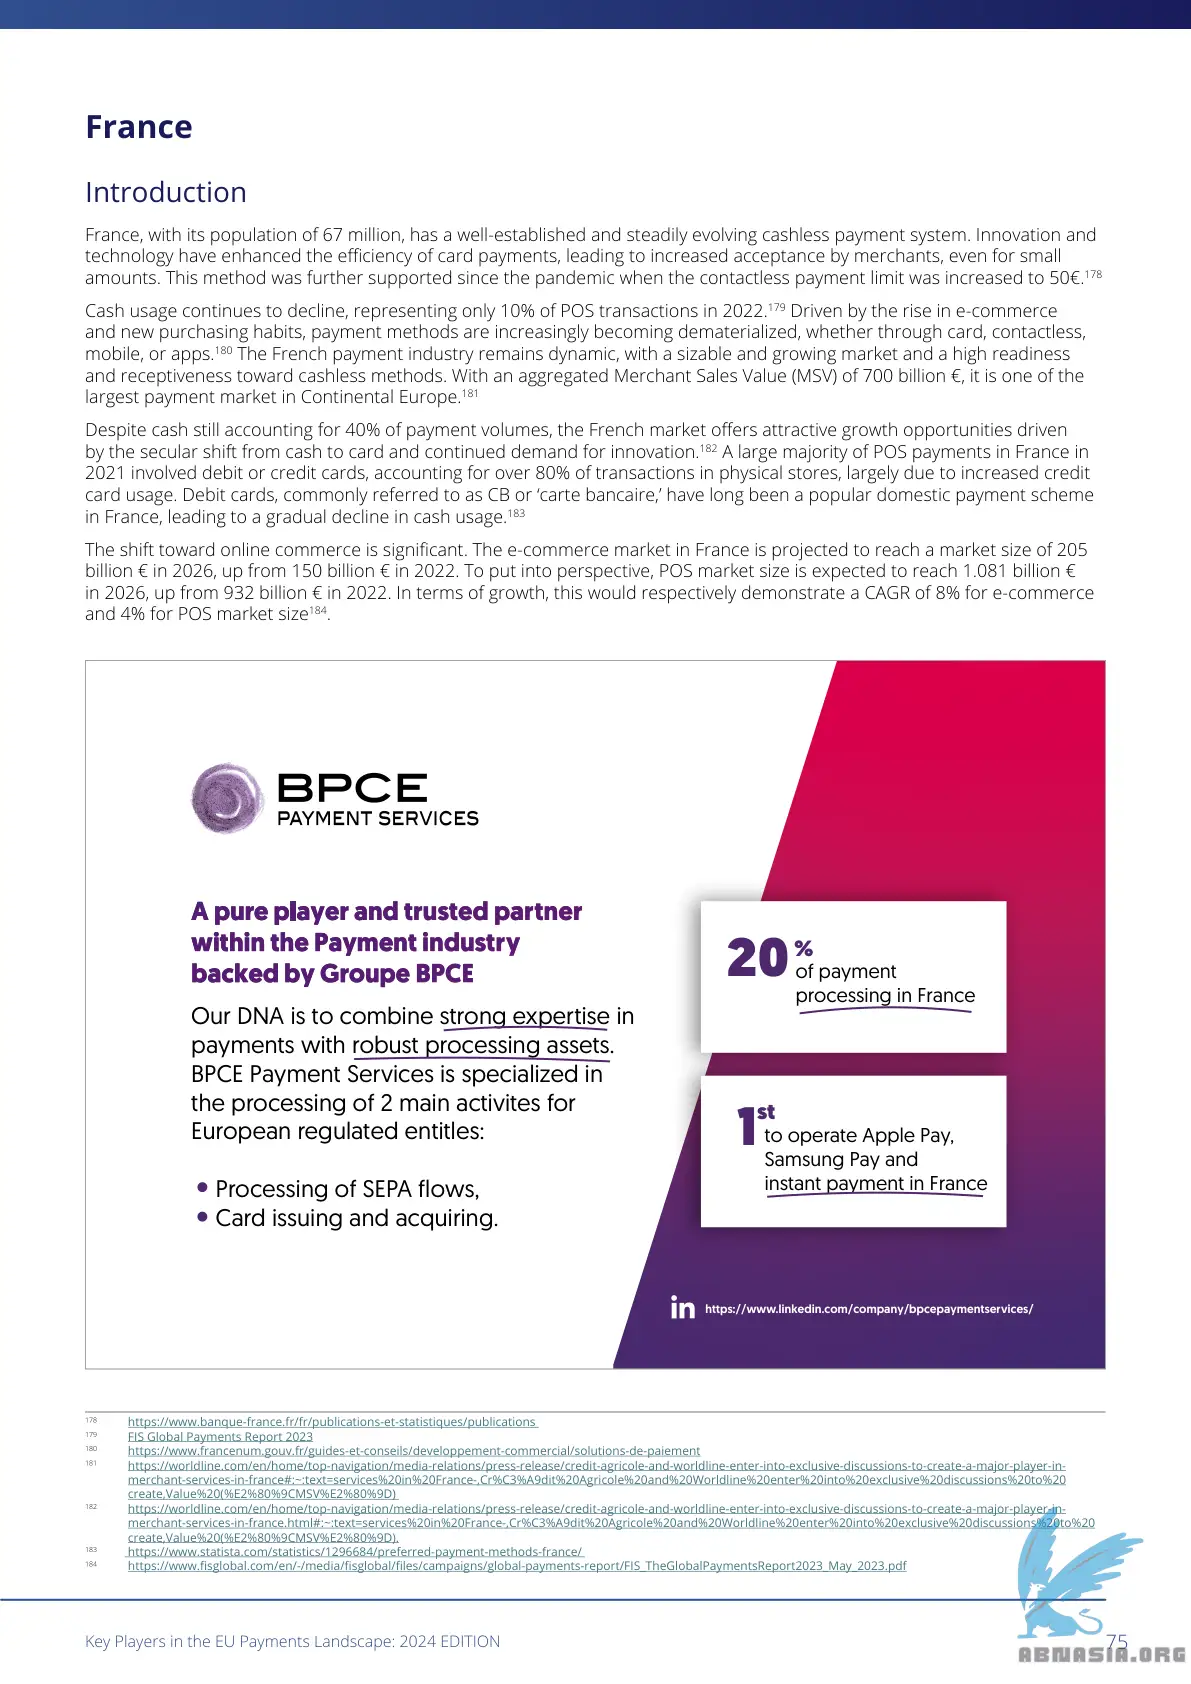 France
Introduction
France, with its population of 67 million, has a well-established and steadily evolving cashless payment system. Innovation and
technology have enhanced the efficiency of card payments, leading to increased acceptance by merchants, even for small
amounts. This method was further supported since the pandemic when the contactless payment limit was increased to 50€.178
Cash usage continues to decline, representing only 10% of POS transactions in 2022.179 Driven by the rise in e-commerce
and new purchasing habits, payment methods are increasingly becoming dematerialized, whether through card, contactless,
mobile, or apps.180 The French payment industry remains dynamic, with a sizable and growing market and a high readiness
and receptiveness toward cashless methods. With an aggregated Merchant Sales Value (MSV) of 700 billion €, it is one of the
largest payment market in Continental Europe.181
Despite cash still accounting for 40% of payment volumes, the French market offers attractive growth opportunities driven
by the secular shift from cash to card and continued demand for innovation.182 A large majority of POS payments in France in
2021 involved debit or credit cards, accounting for over 80% of transactions in physical stores, largely due to increased credit
card usage. Debit cards, commonly referred to as CB or ‘carte bancaire,’ have long been a popular domestic payment scheme
in France, leading to a gradual decline in cash usage.183
The shift toward online commerce is significant. The e-commerce market in France is projected to reach a market size of 205
billion € in 2026, up from 150 billion € in 2022. To put into perspective, POS market size is expected to reach 1.081 billion €
in 2026, up from 932 billion € in 2022. In terms of growth, this would respectively demonstrate a CAGR of 8% for e-commerce
and 4% for POS market size184.
BPCE
PAYMENT SERVICES
A pure player and trusted partner
within the Payment industry
backed by Groupe BPCE
Our DNA is to combine strong expertise in
payments with robust processing assets.
BPCE Payment Services is specialized in
the processing of 2 main activites for
European regulated entitles:
• Processing of SEPA flows,
• Card issuing and acquiring.
20%
of payment
processing in France
1st
to operate Apple Pay,
Samsung Pay and
instant payment in France
in https://www.linkedin.com/company/bpcepaymentservices/
178 https://www.banque-france.fr/fr/publications-et-statistiques/publications
179 FIS Global Payments Report 2023
180 https://www.francenum.gouv.fr/guides-et-conseils/developpement-commercial/solutions-de-paiement
181 https://worldline.com/en/home/top-navigation/media-relations/press-release/credit-agricole-and-worldline-enter-into-exclusive-discussions-to-create-a-major-player-in-
merchant-services-in-france#:~:text=services%20in%20France-,Cr%C3%A9dit%20Agricole%20and%20Worldline%20enter%20into%20exclusive%20discussions%20to%20
create,Value%20(%E2%80%9CMSV%E2%80%9D)
182 https://worldline.com/en/home/top-navigation/media-relations/press-release/credit-agricole-and-worldline-enter-into-exclusive-discussions-to-create-a-major-player-in-
merchant-services-in-france.html#:~:text=services%20in%20France-,Cr%C3%A9dit%20Agricole%20and%20Worldline%20enter%20into%20exclusive%20discussions%20to%20
create,Value%20(%E2%80%9CMSV%E2%80%9D).
183 https://www.statista.com/statistics/1296684/preferred-payment-methods-france/
184 https://www.fisglobal.com/en/-/media/fisglobal/files/campaigns/global-payments-report/FIS_TheGlobalPaymentsReport2023_May_2023.pdf
Key Players in the EU Payments Landscape: 2024 EDITION
75
ABNASIA.ORG